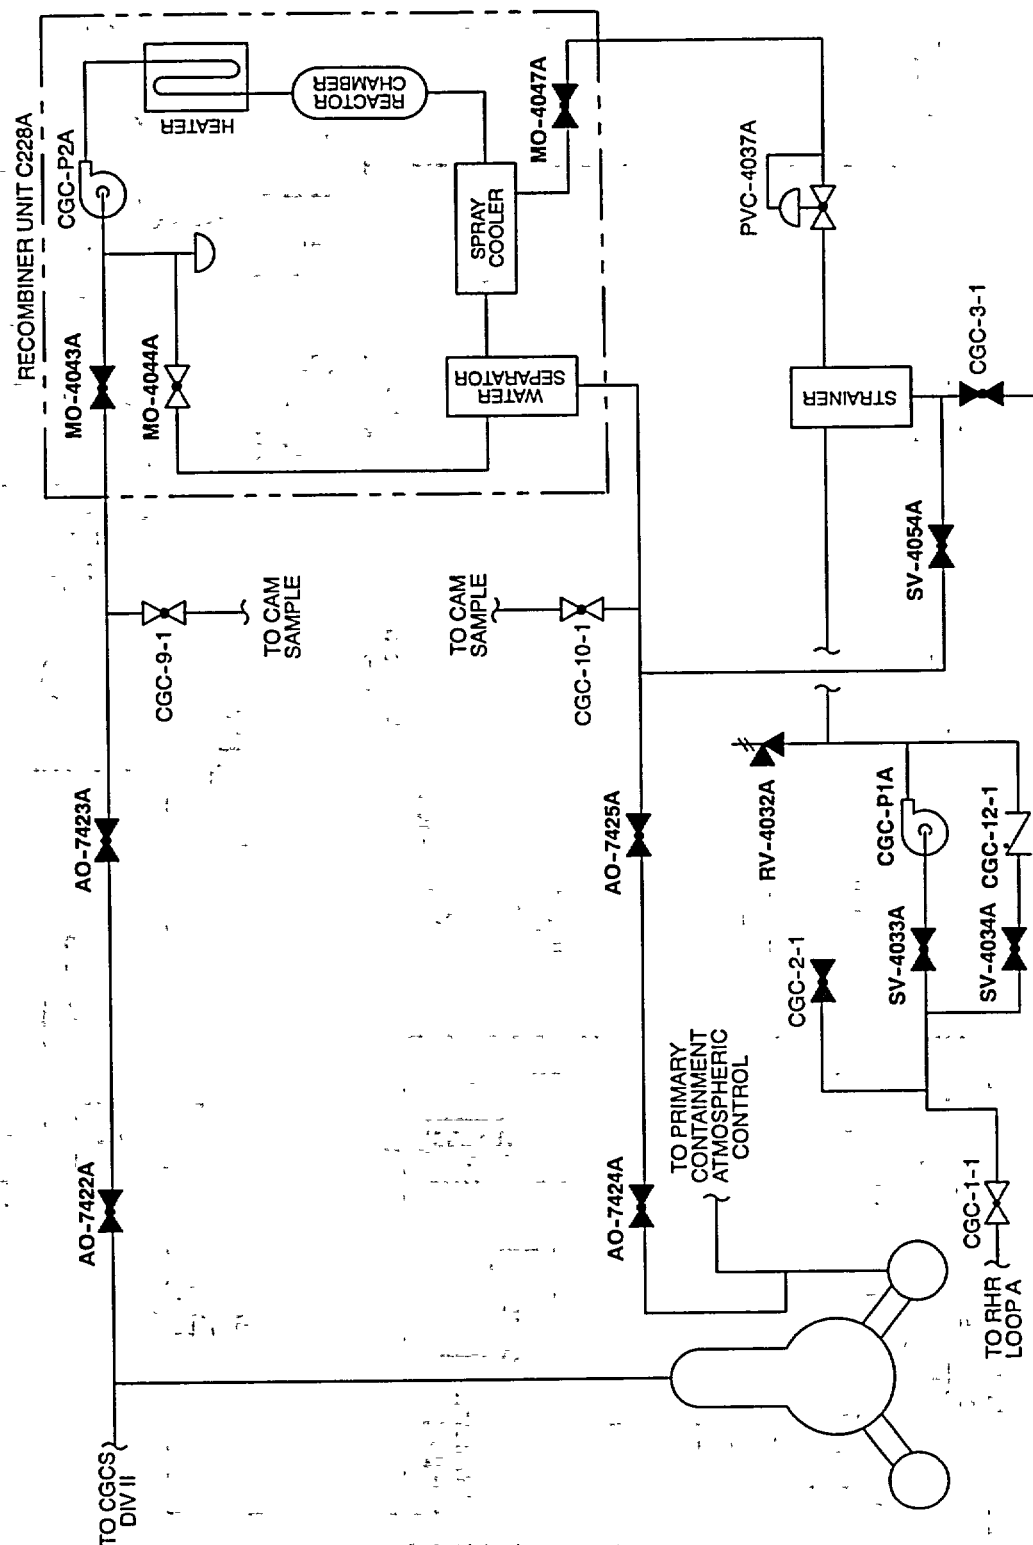 RECOMBINER UNIT C228A
CGC-P2A
HEATER
REACTOR
CHAMBER
MO-4047A
MO-4043A
MO-4044A
SPRAY
COOLER
WATER
SEPARATOR
PVC-4037A
STRAINER
CGC-3-1
SV-4054A
TO CAM
SAMPLE
CGC-9-1
TO CAM
SAMPLE
CGC-10-1
AO-7423A
AO-7425A
RV-4032A
CGC-P1A
CGC-12-1
CGC-2-1
SV-4033A
SV-4034A
AO-7422A
AO-7424A
TO PRIMARY
CONTAINMENT
ATMOSPHERIC
CONTROL
CGC-1-1
TO RHR
LOOP A
TO CGCS
DIV II